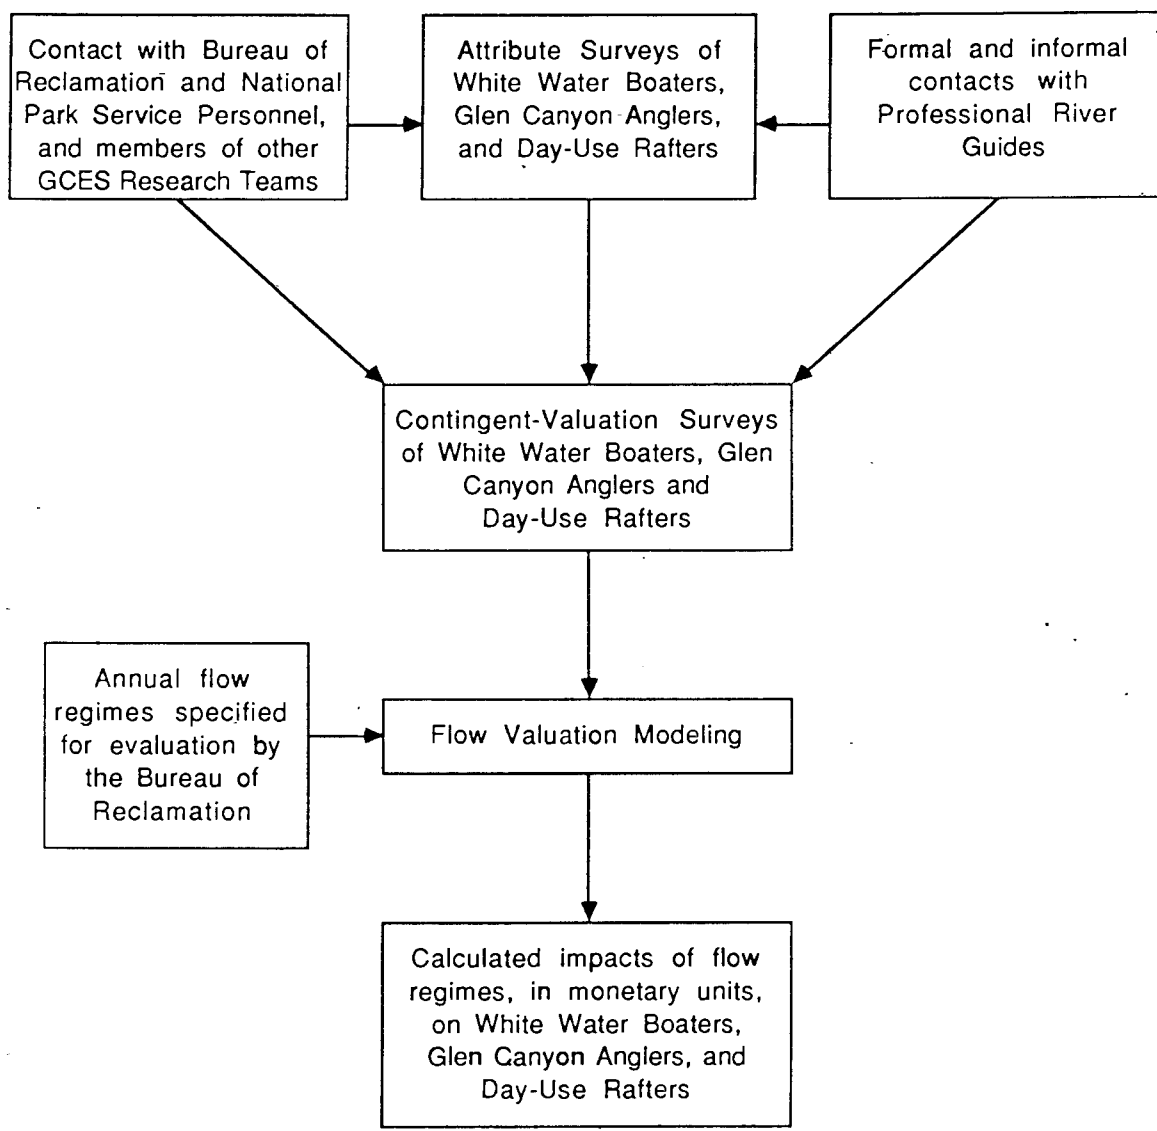 Contact with Bureau of
Reclamation and National
Park Service Personnel,
and members of other
GCES Research Teams
Attribute Surveys of
White Water Boaters,
Glen Canyon Anglers,
and Day-Use Rafters
Formal and informal
contacts with
Professional River
Guides
Contingent-Valuation Surveys
of White Water Boaters, Glen
Canyon Anglers and
Day-Use Rafters
Annual flow
regimes specified
for evaluation by
the Bureau of
Reclamation
Flow Valuation Modeling
Calculated impacts of flow
regimes, in monetary units,
on White Water Boaters,
Glen Canyon Anglers, and
Day-Use Rafters